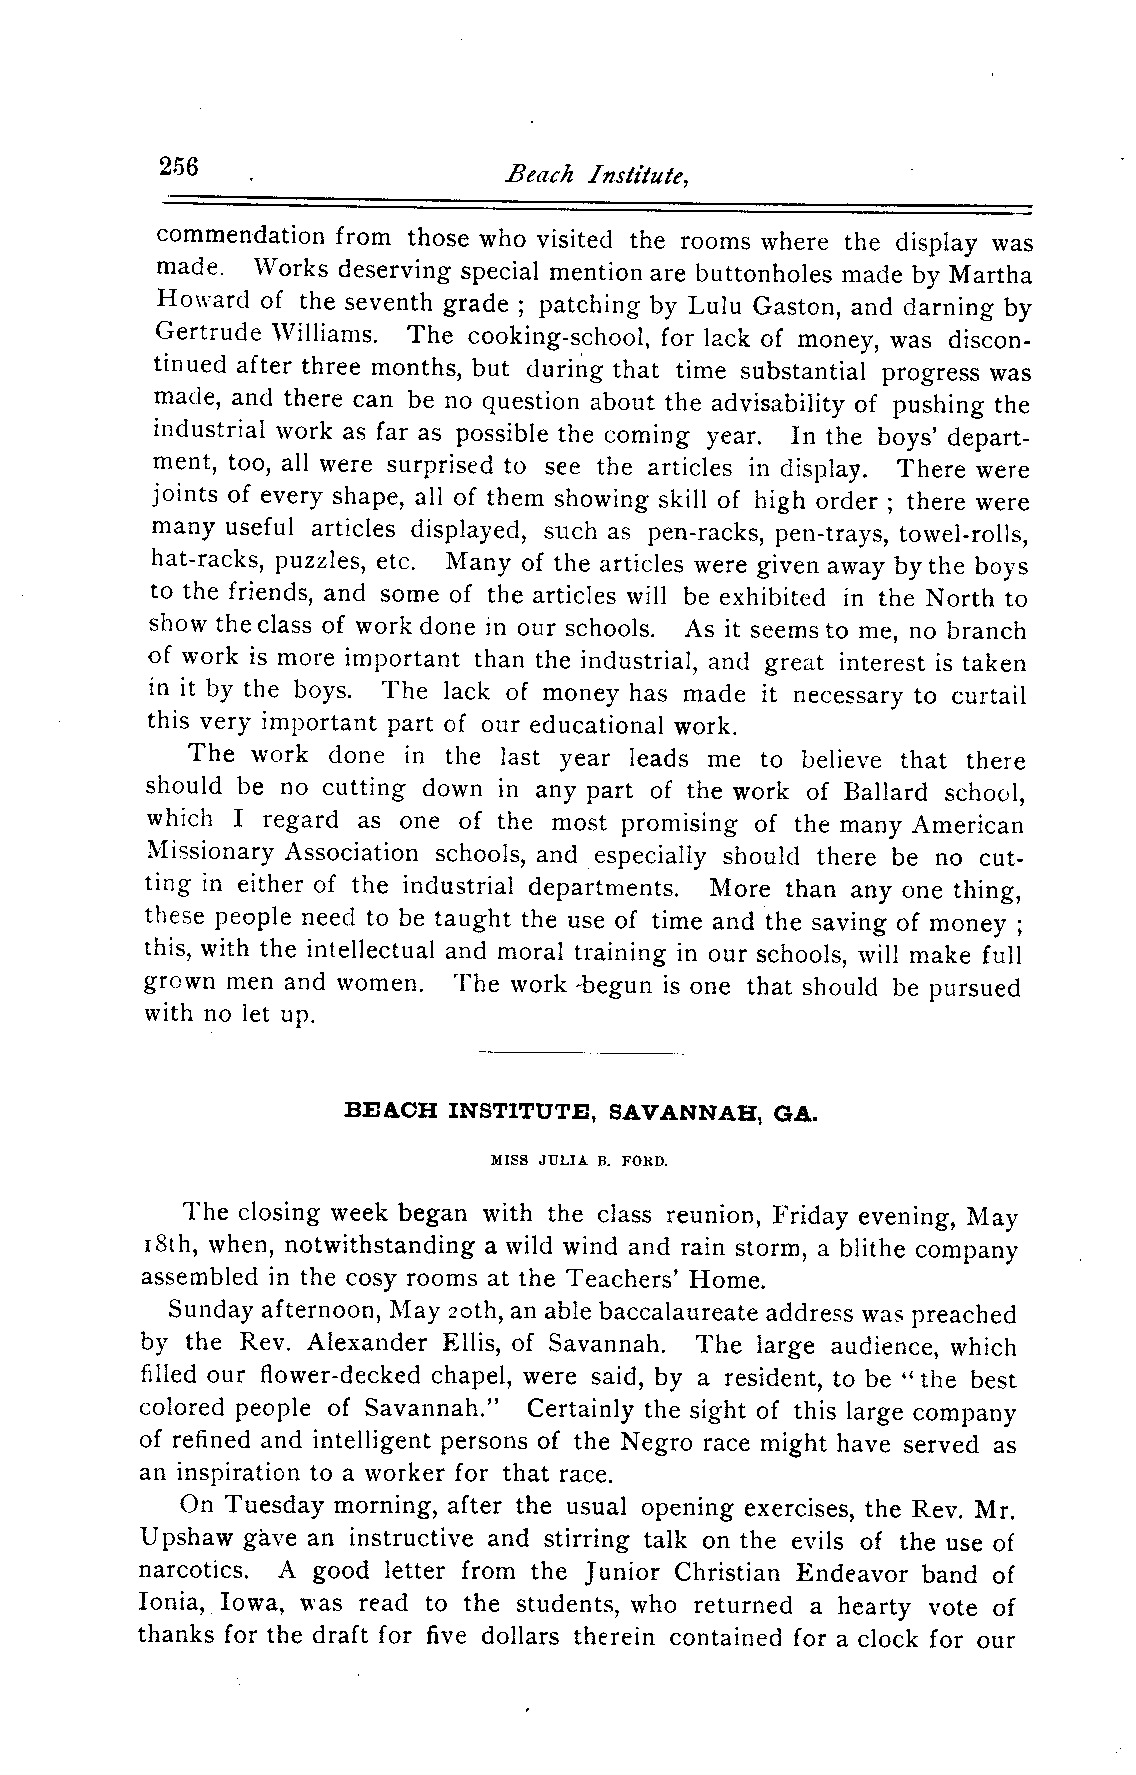 256
Beach Institute,
commendation from those who visited the rooms where the display was
made. Works deserving special mention are buttonholes made by Martha
Howard of the seventh grade ; patching by Lulu Gaston, and darning by
Gertrude Williams. The cooking-school, for lack of money, was discon-
tinued after three months, but during that time substantial progress was
made, and there can be no question about the advisability of pushing the
industrial work as far as possible the coming year. In the boys' depart-
ment, too, all were surprised to see the articles in display. There were
joints of every shape, all of them showing skill of high order ; there were
many useful articles displayed, such as pen-racks, pen-trays, towel-rolls,
hat-racks, puzzles, etc. Many of the articles were given away by the boys
to the friends, and some of the articles will be exhibited in the North to
show the class of work done in our schools. As it seems to me, no branch
of work is more important than the industrial, and great interest is taken
in it by the boys. The lack of money has made it necessary to curtail
this very important part of our educational work.
The work done in the last year leads me to believe that there
should be no cutting down in any part of the work of Ballard school,
which I regard as one of the most promising of the many American
Missionary Association schools, and especially should there be no cut-
ting in either of the industrial departments. More than any one thing,
these people need to be taught the use of time and the saving of money ;
this, with the intellectual and moral training in our schools, will make full
grown men and women. The work begun is one that should be pursued
with no let up.
BEACH INSTITUTE, SAVANNAH, GA.
MISS JULIA B. FORD.
The closing week began with the class reunion, Friday evening, May
18th, when, notwithstanding a wild wind and rain storm, a blithe company
assembled in the cosy rooms at the Teachers' Home.
Sunday afternoon, May 20th, an able baccalaureate address was preached
by the Rev. Alexander Ellis, of Savannah. The large audience, which
filled our flower-decked chapel, were said, by a resident, to be "the best
colored people of Savannah." Certainly the sight of this large company
of refined and intelligent persons of the Negro race might have served as
an inspiration to a worker for that race.
On Tuesday morning, after the usual opening exercises, the Rev. Mr.
Upshaw gave an instructive and stirring talk on the evils of the use of
narcotics. A good letter from the Junior Christian Endeavor band of
Ionia, Iowa, was read to the students, who returned a hearty vote of
thanks for the draft for five dollars therein contained for a clock for our